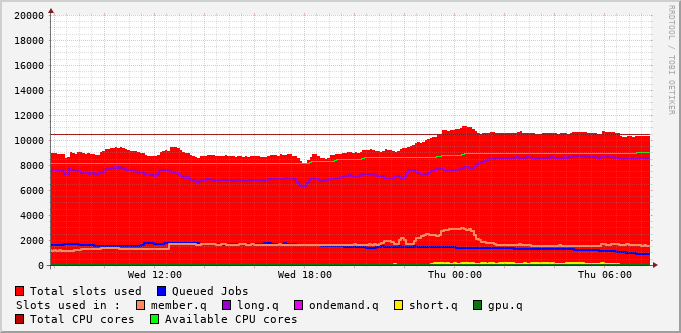 20000
18000
16000
14000
12000
10000
8000
6000
4000
2000
0
Wed 12:00 Wed 18:00 Thu 00:00 Thu 06:00
Total slots used Queued Jobs
Slots used in : member.q long.q ondemand.q short.q gpu.q
Total CPU cores Available CPU cores
RRDTOOL / TOBI OETIKER